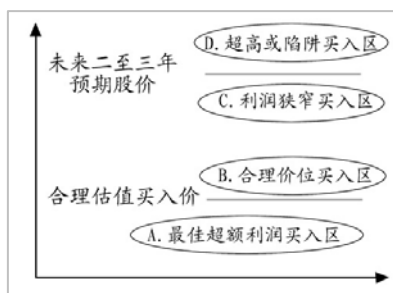 D. 超高或陷阱买入区
未来二至三年
预期股价
C. 利润狭窄买入区
B. 合理价位买入区
合理估值买入价
A. 最佳超额利润买入区